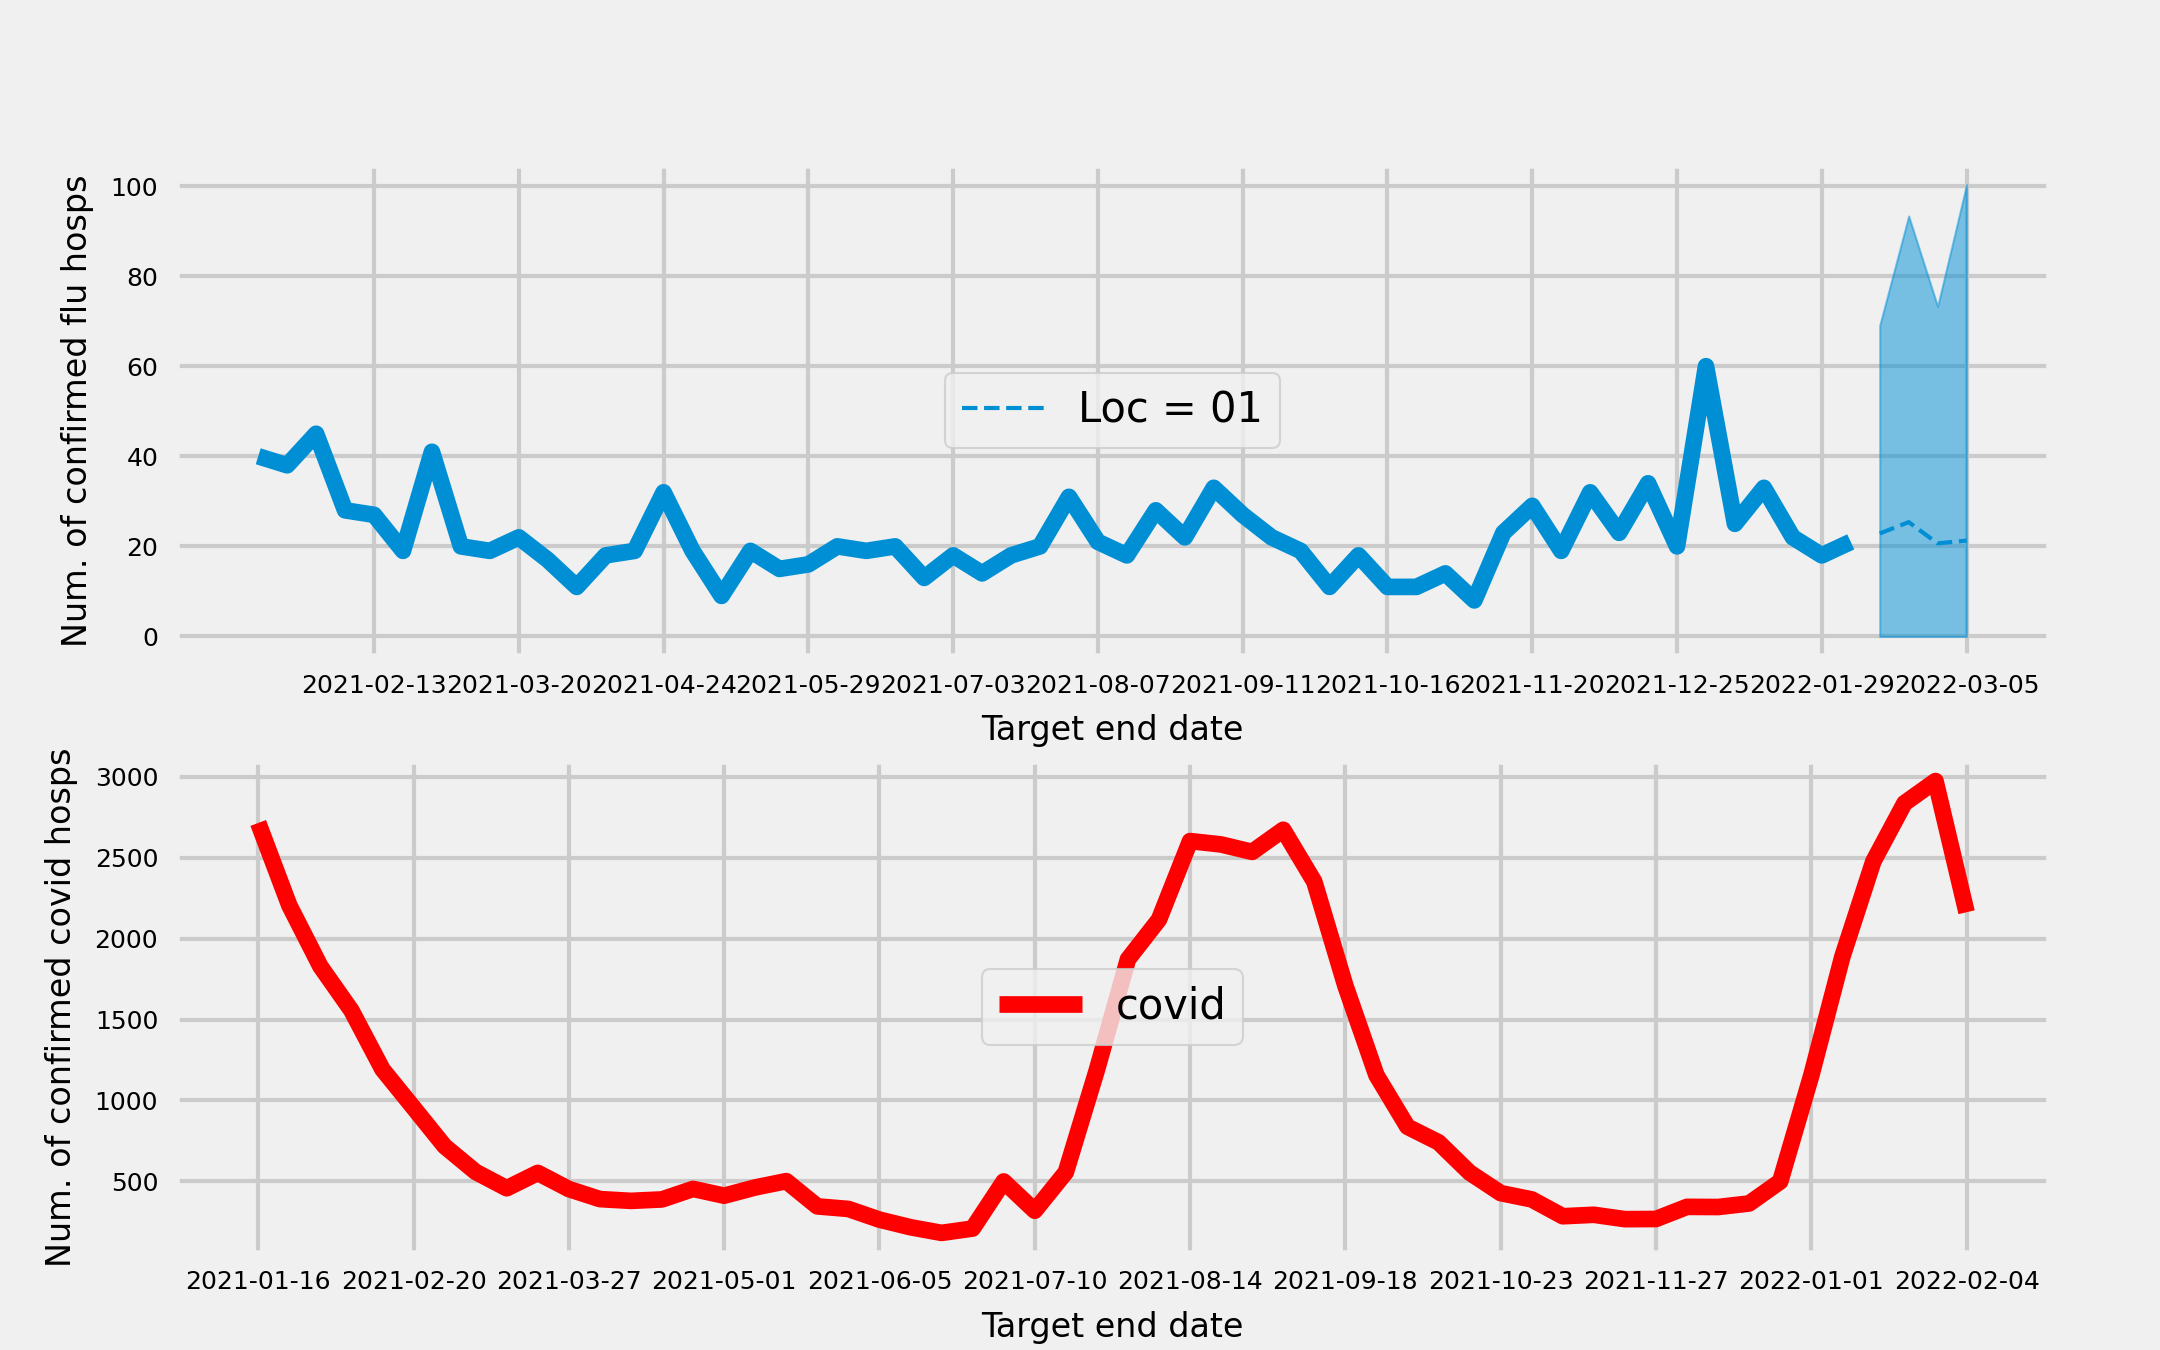 Num. of confirmed flu hosps
100
80
60
40
20
0
Loc = 01
2021-02-13 2021-03-20 2021-04-24 2021-05-29 2021-07-03 2021-08-07 2021-09-11 2021-10-16 2021-11-20 2021-12-25 2022-01-29 2022-03-05
Target end date
Num. of confirmed covid hosps
3000
2500
2000
1500
1000
500
covid
2021-01-16 2021-02-20 2021-03-27 2021-05-01 2021-06-05 2021-07-10 2021-08-14 2021-09-18 2021-10-23 2021-11-27 2022-01-01 2022-02-04
Target end date